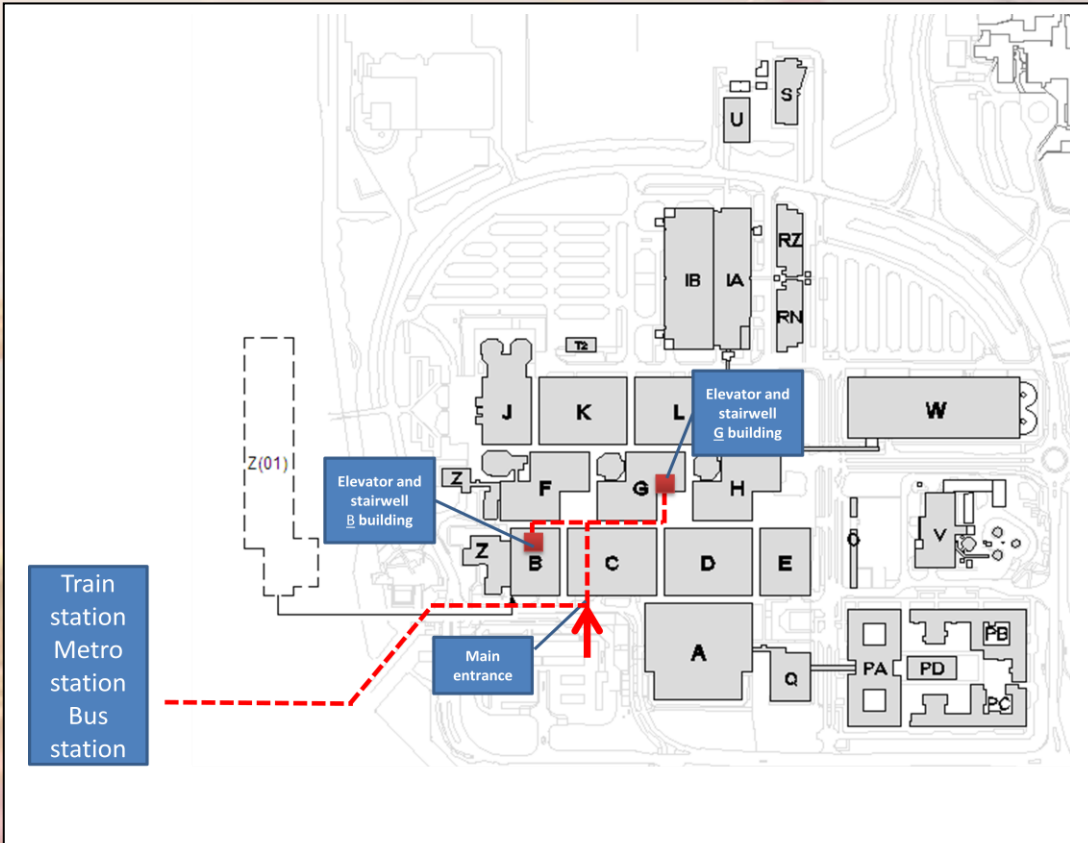 S
U
RZ
IB
IA
RN
T2
J
K
L
Elevator and
stairwell
G building
W
Z(01)
Elevator and
stairwell
B building
Z
F
G
H
Z
B
C
D
E
O
V
Train
station
Metro
station
Bus
station
Main
entrance
A
Q
PA
PB
PD
PC